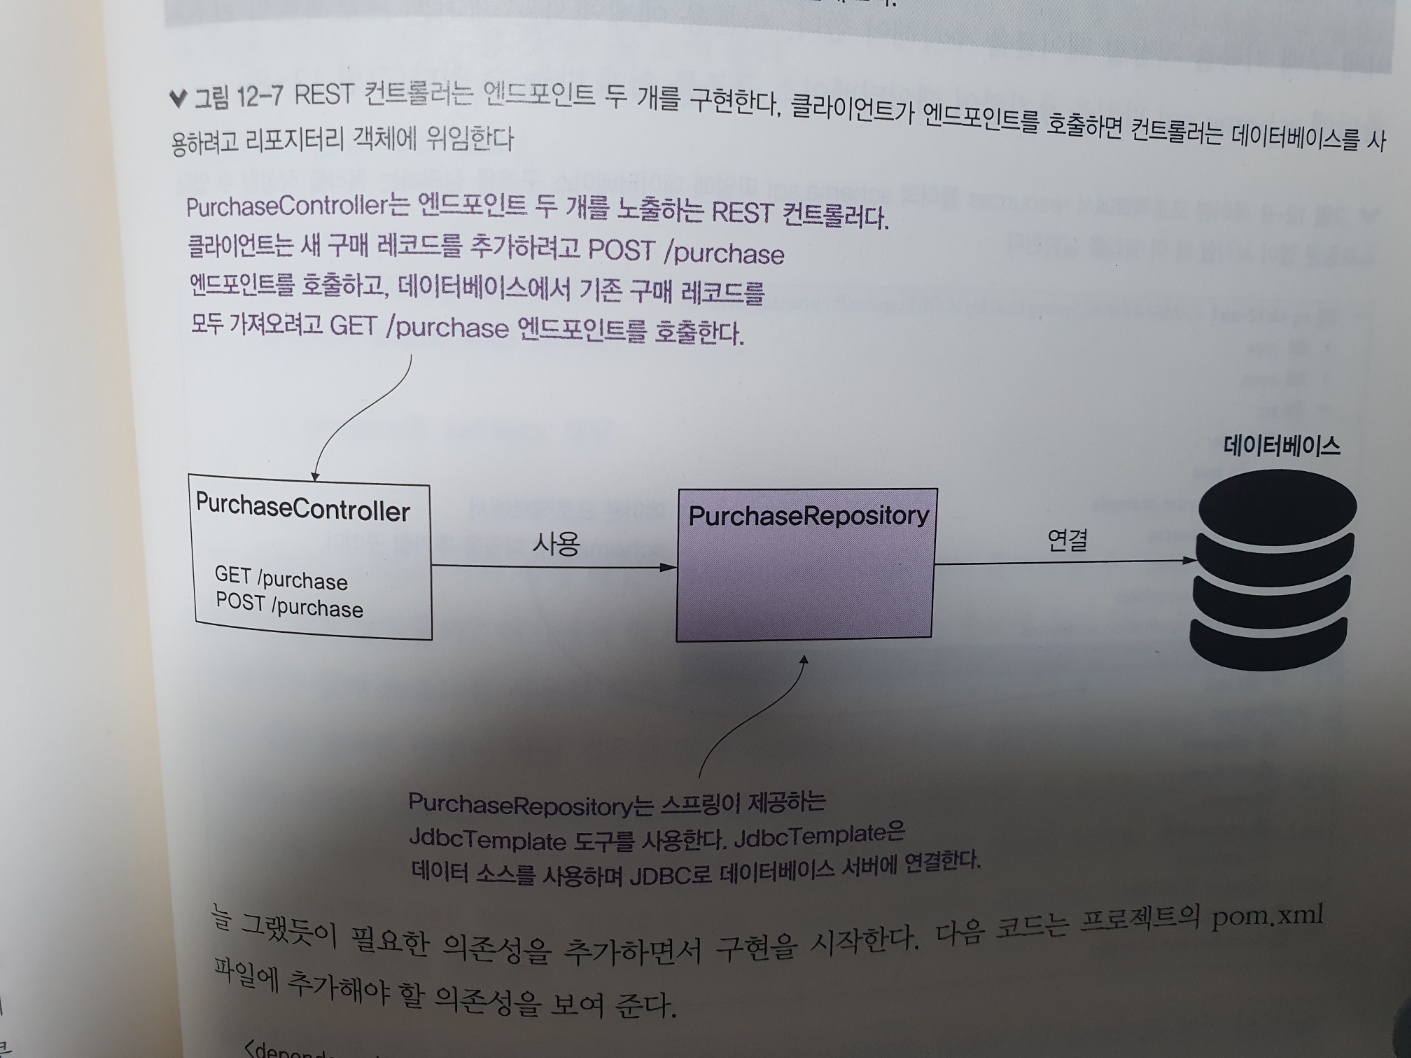 그림 12-7 REST 컨트롤러는 엔드포인트 두 개를 구현한다. 클라이언트가 엔드포인트를 호출하면 컨트롤러는 데이터베이스를 사
용하려고 리포지터리 객체에 위임한다
PurchaseController는 엔드포인트 두 개를 노출하는 REST 컨트롤러다.
클라이언트는 새 구매 레코드를 추가하려고 POST /purchase
엔드포인트를 호출하고, 데이터베이스에서 기존 구매 레코드를
모두 가져오려고 GET /purchase 엔드포인트를 호출한다.
데이터베이스
PurchaseController
PurchaseRepository
사용
연결
GET /purchase
POST /purchase
PurchaseRepository는 스프링이 제공하는
JdbcTemplate 도구를 사용한다. JdbcTemplate은
데이터 소스를 사용하며 JDBC로 데이터베이스 서버에 연결한다.
늘 그랬듯이 필요한 의존성을 추가하면서 구현을 시작한다. 다음 코드는 프로젝트의 pom.xml
파일에 추가해야 할 의존성을 보여 준다.